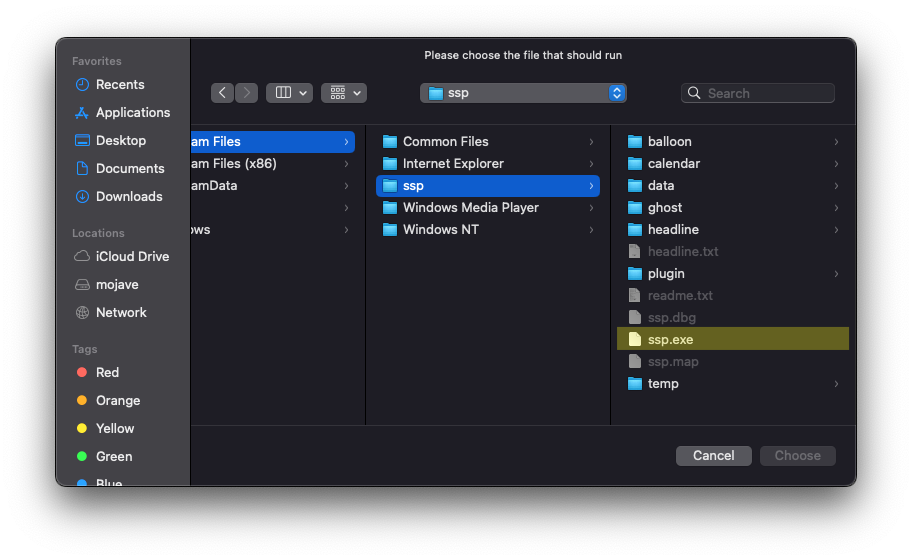 Please choose the file that should run
Favorites
Recents
Applications
Desktop
Documents
Downloads
Locations
iCloud Drive
mojave
Network
Tags
Red
Orange
Yellow
Green
Blue
ssp
Search
am Files
am Files (x86)
amData
ows
Common Files
Internet Explorer
ssp
Windows Media Player
Windows NT
balloon
calendar
data
ghost
headline
headline.txt
plugin
readme.txt
ssp.dbg
ssp.exe
ssp.map
temp
Cancel
Choose